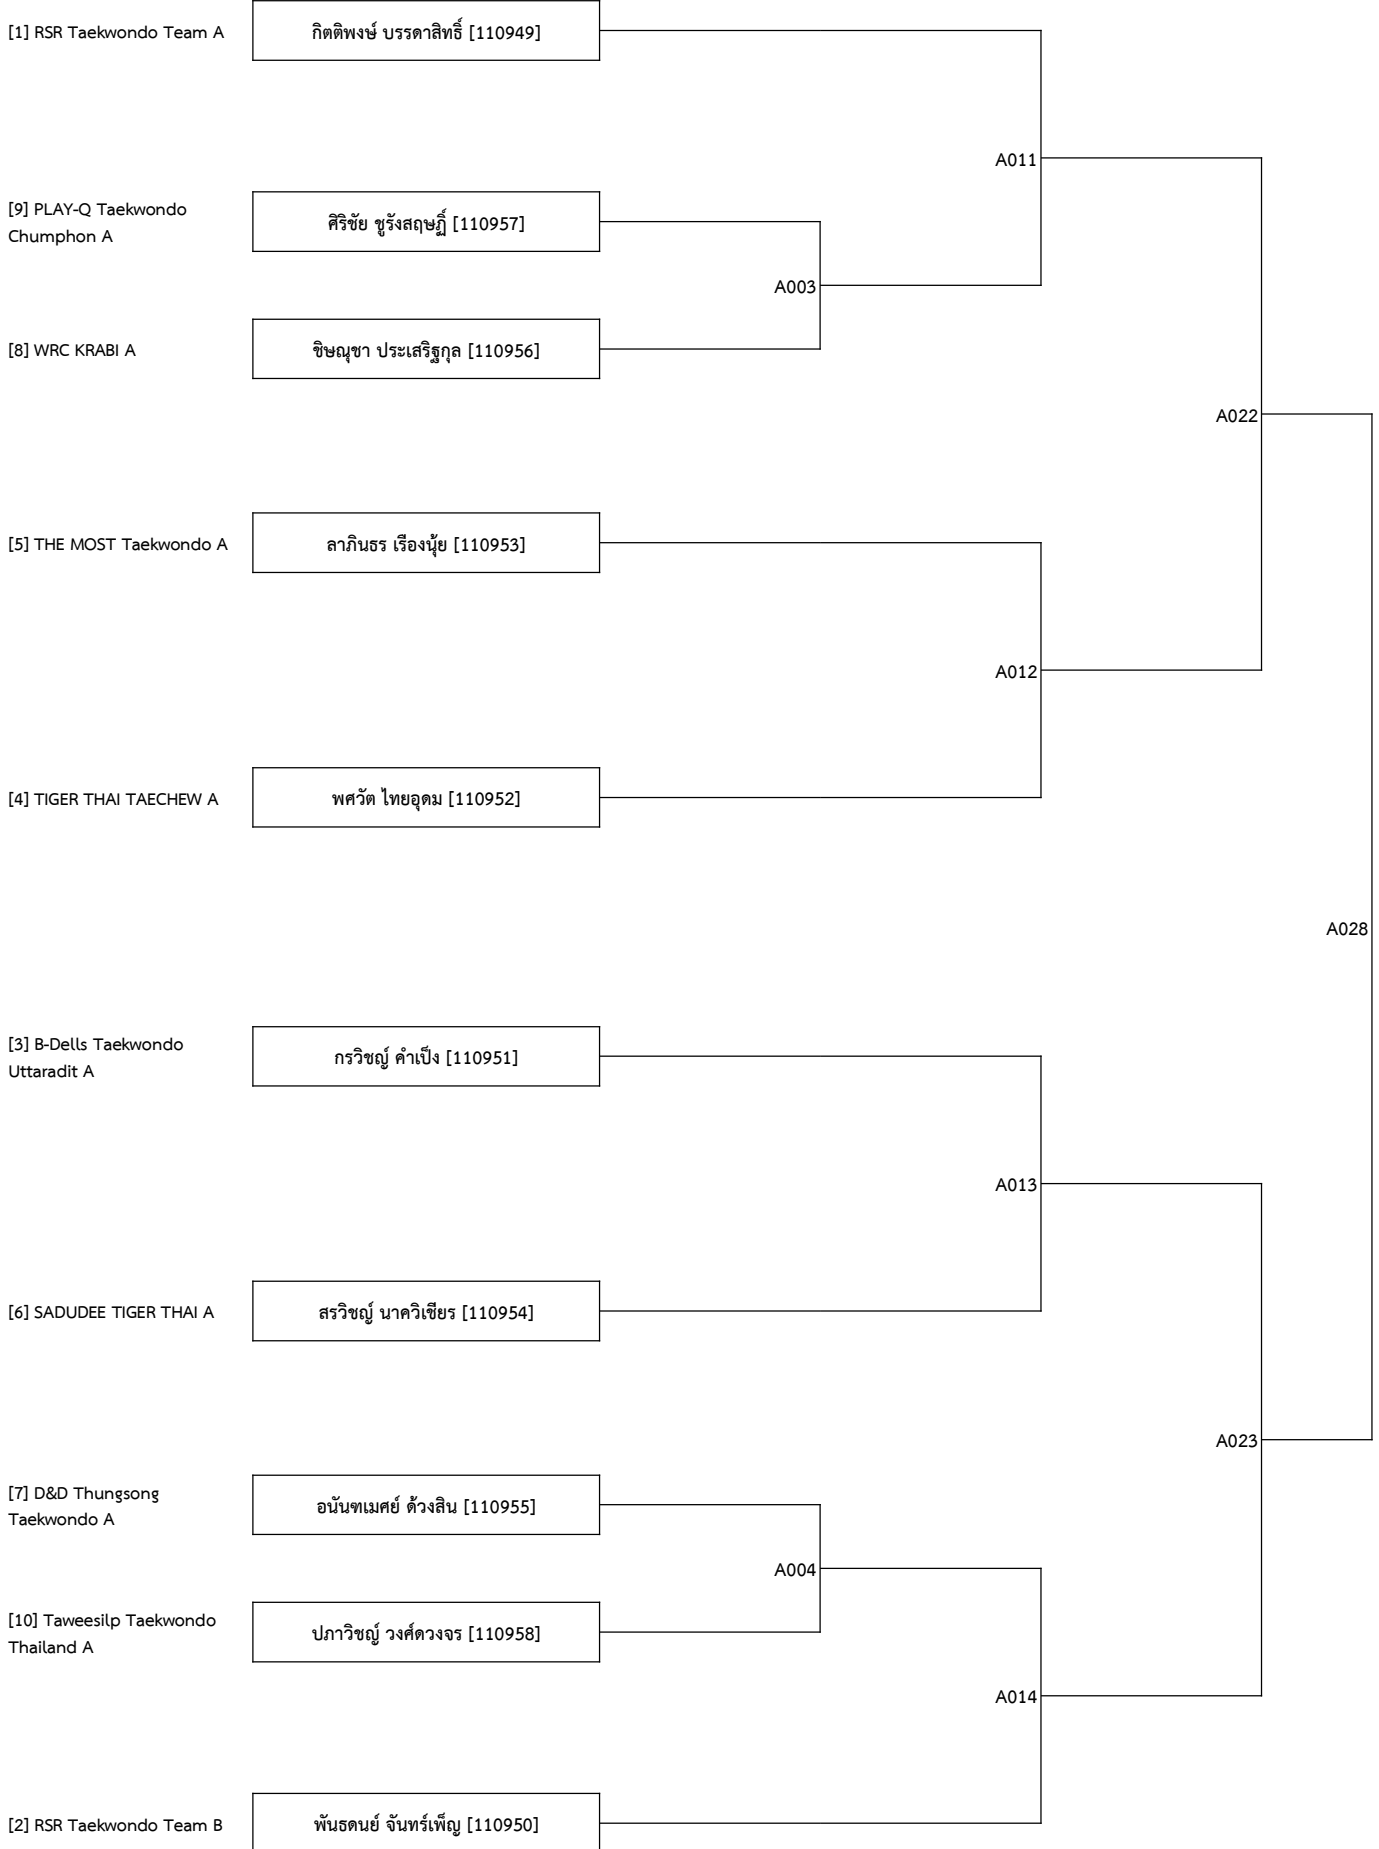 [1] RSR Taekwondo Team A
กิตติพงษ์ บรรดาสิทธิ์ [110949]
A011
[9] PLAY-Q Taekwondo
Chumphon A
ศิริชัย ชูรังสฤษฏิ์ [110957]
A003
[8] WRC KRABI A
ชิษณุชา ประเสริฐกุล [110956]
A022
[5] THE MOST Taekwondo A
ลาภินธร เรืองนุ้ย [110953]
A012
[4] TIGER THAI TAECHEW A
พศวัต ไทยอุดม [110952]
A028
[3] B-Dells Taekwondo
Uttaradit A
กรวิชญ์ คำเป็ง [110951]
A013
[6] SADUDEE TIGER THAI A
สรวิชญ์ นาควิเชียร [110954]
A023
[7] D&D Thungsong
Taekwondo A
อนันฑเมศย์ ด้วงสิน [110955]
A004
[10] Taweesilp Taekwondo
Thailand A
ปภาวิชญ์ วงศ์ดวงจร [110958]
A014
[2] RSR Taekwondo Team B
พันธดนย์ จันทร์เพ็ญ [110950]